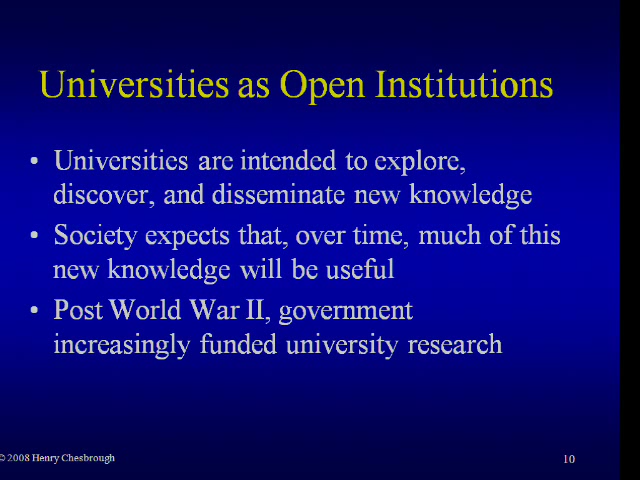 Universities as Open Institutions
• Universities are intended to explore,
discover, and disseminate new knowledge
• Society expects that, over time, much of this
new knowledge will be useful
• Post World War II, government
increasingly funded university research
© 2008 Henry Chesbrough
10